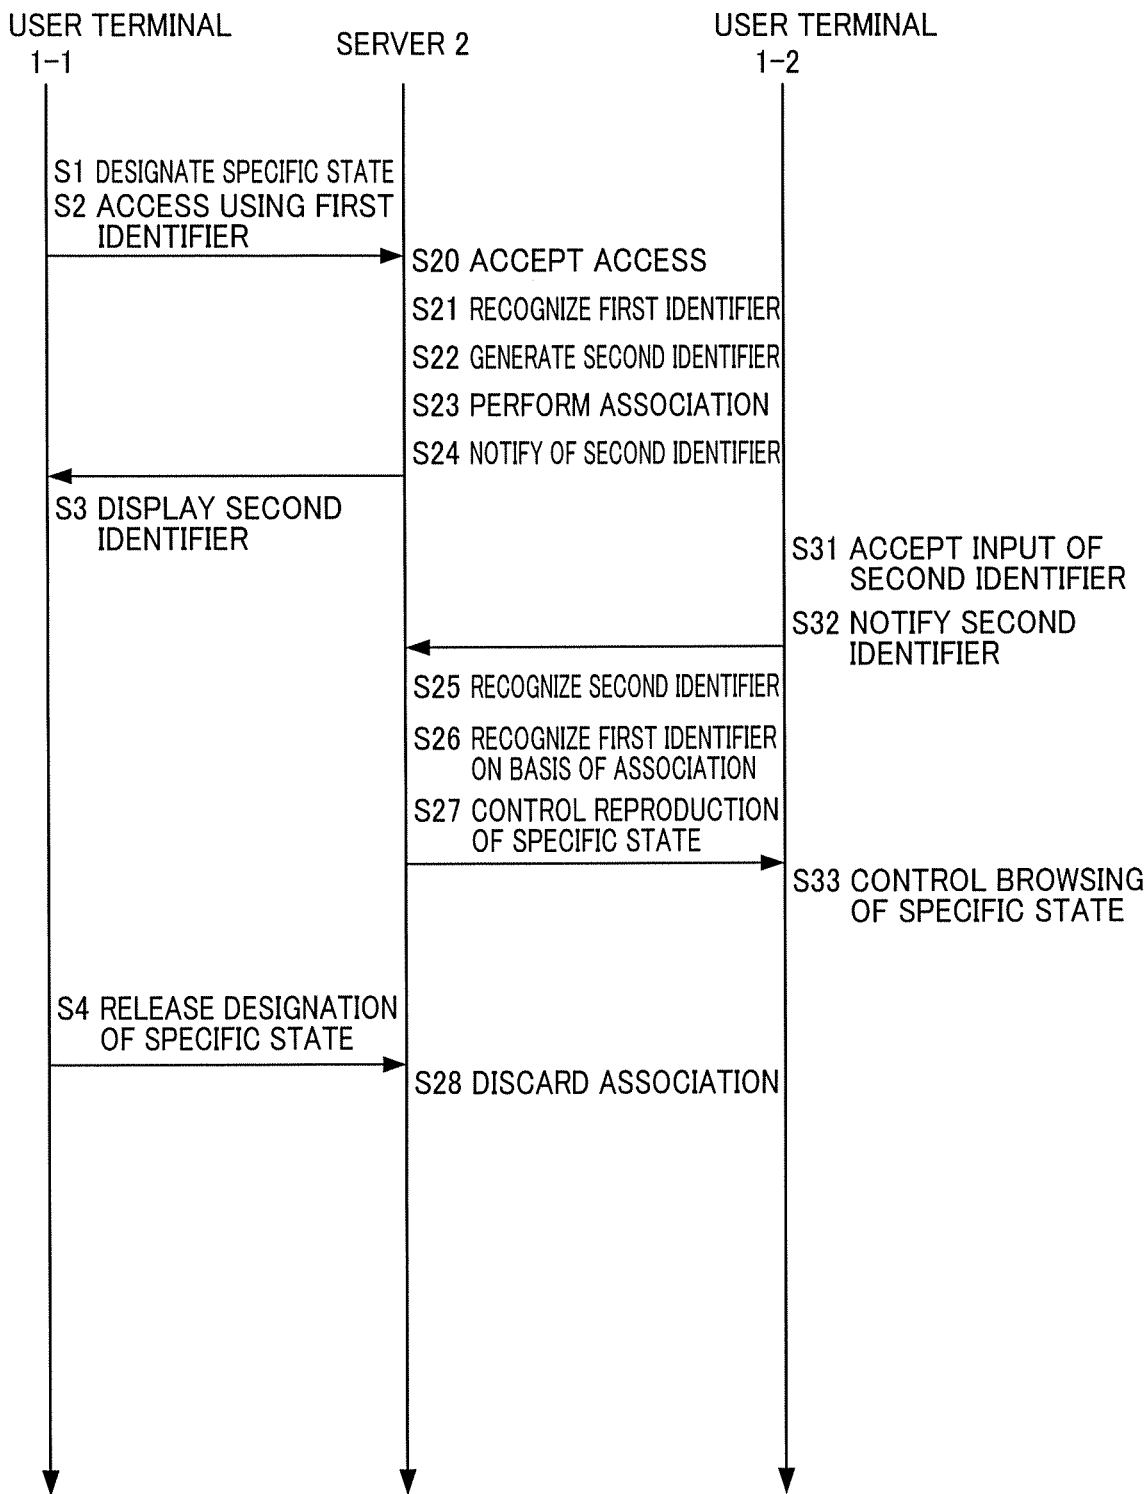 USER TERMINAL
1-1
SERVER 2
USER TERMINAL
1-2
S1 DESIGNATE SPECIFIC STATE
S2 ACCESS USING FIRST
IDENTIFIER
S20 ACCEPT ACCESS
S21 RECOGNIZE FIRST IDENTIFIER
S22 GENERATE SECOND IDENTIFIER
S23 PERFORM ASSOCIATION
S24 NOTIFY OF SECOND IDENTIFIER
S3 DISPLAY SECOND
IDENTIFIER
S31 ACCEPT INPUT OF
SECOND IDENTIFIER
S32 NOTIFY SECOND
IDENTIFIER
S25 RECOGNIZE SECOND IDENTIFIER
S26 RECOGNIZE FIRST IDENTIFIER
ON BASIS OF ASSOCIATION
S27 CONTROL REPRODUCTION
OF SPECIFIC STATE
S33 CONTROL BROWSING
OF SPECIFIC STATE
S4 RELEASE DESIGNATION
OF SPECIFIC STATE
S28 DISCARD ASSOCIATION